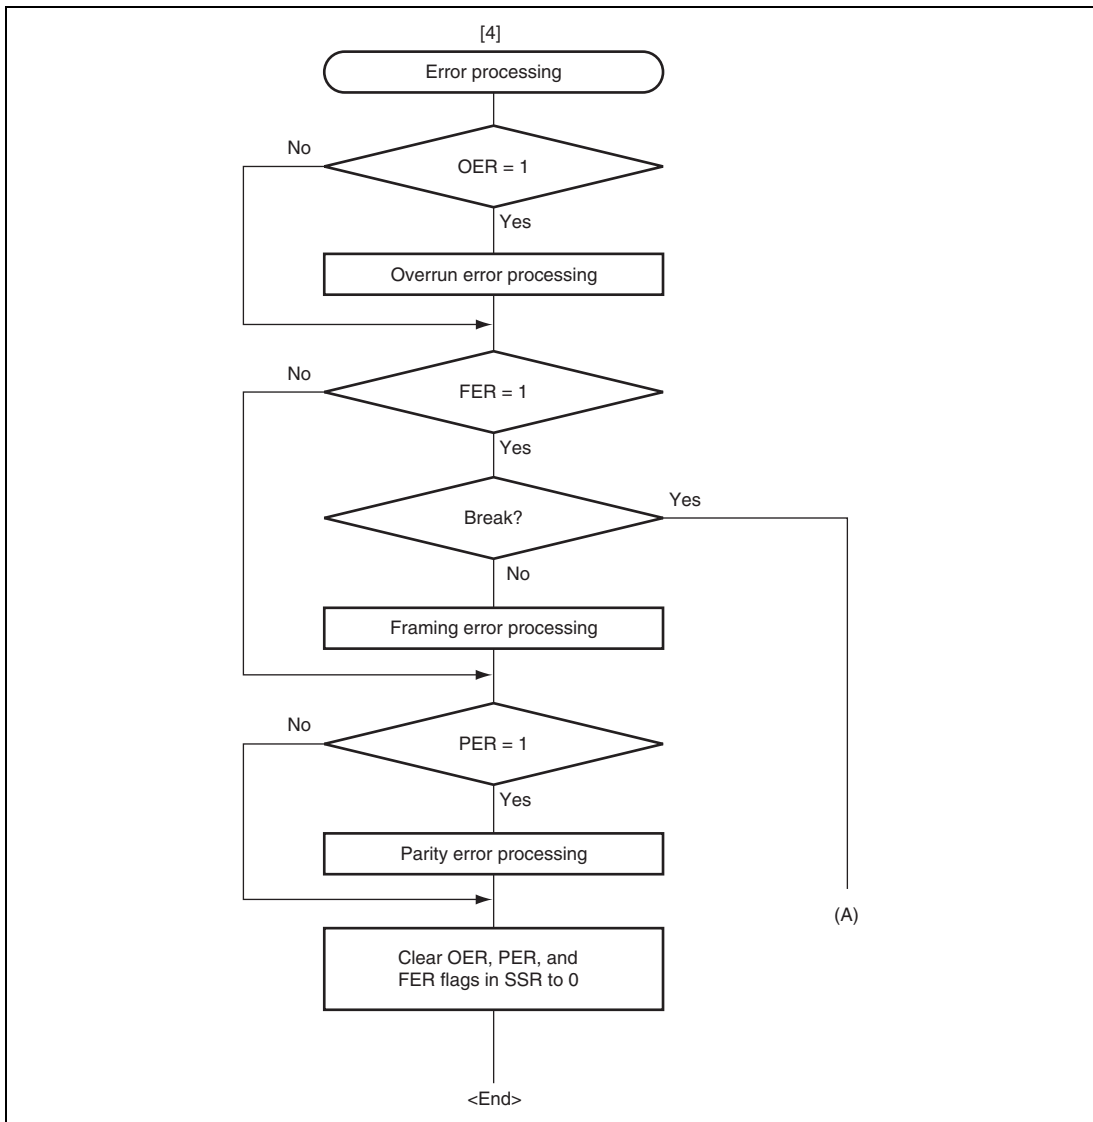 [4]
Error processing
No
OER = 1
Yes
Overrun error processing
No
FER = 1
Yes
Break?
Yes
No
Framing error processing
No
PER = 1
Yes
Parity error processing
(A)
Clear OER, PER, and
FER flags in SSR to 0
<End>